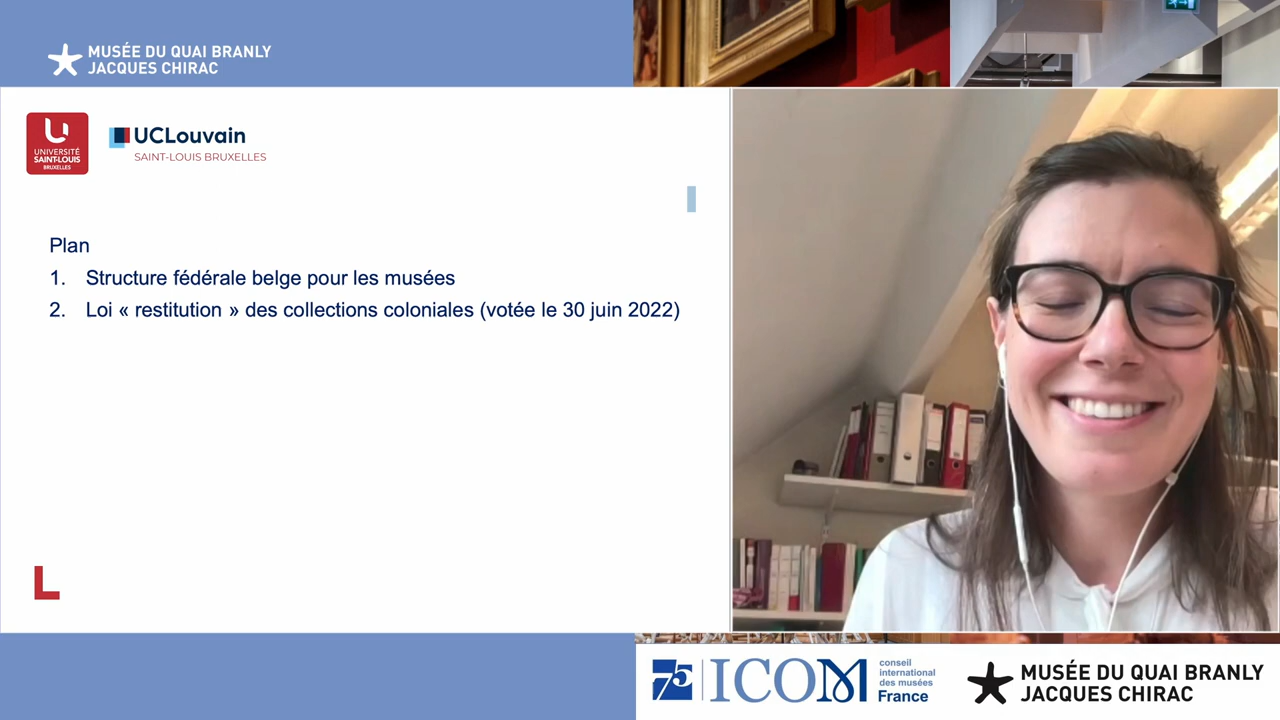 MUSÉE DU QUAI BRANLY
JACQUES CHIRAC
UNIVERSITÉ
SAINT-LOUIS
BRUXELLES
UCLouvain
SAINT-LOUIS BRUXELLES
Plan
1. Structure fédérale belge pour les musées
2. Loi « restitution » des collections coloniales (votée le 30 juin 2022)
L
75 ICOM
conseil
international
des musées
France
MUSÉE DU QUAI BRANLY
JACQUES CHIRAC